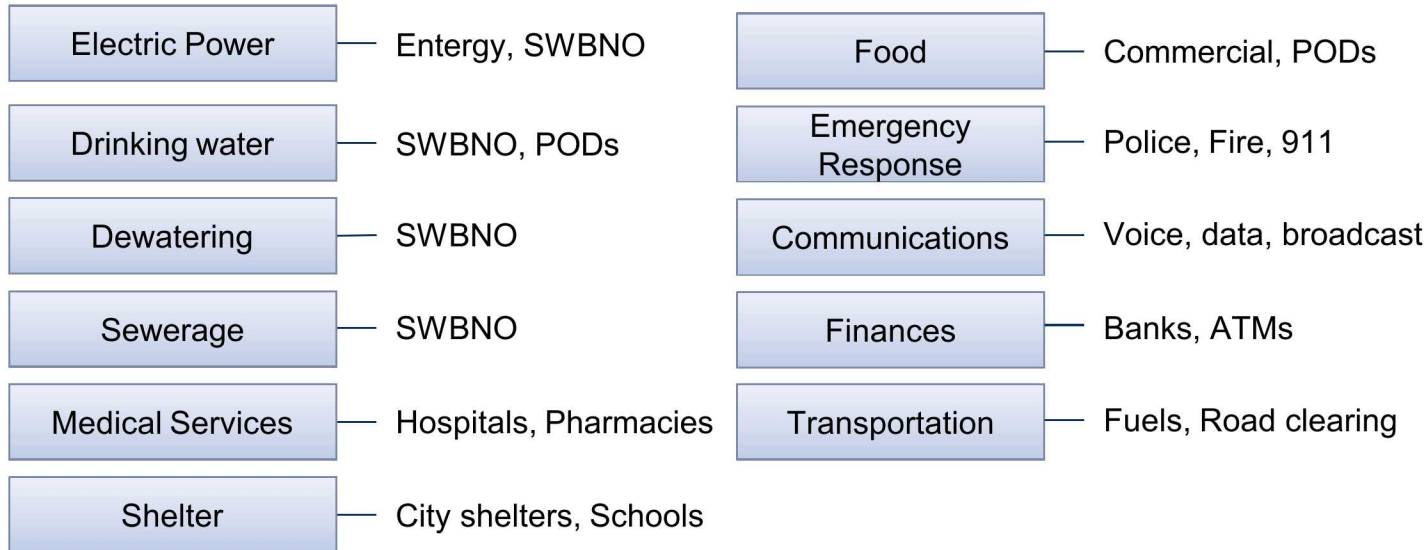 Electric Power
Entergy, SWBNO
Drinking water
SWBNO, PODs
Dewatering
SWBNO
Sewerage
SWBNO
Medical Services
Hospitals, Pharmacies
Shelter
City shelters, Schools
Food
Commercial, PODs
Emergency
Response
Police, Fire, 911
Communications
Voice, data, broadcast
Finances
Banks, ATMs
Transportation
Fuels, Road clearing